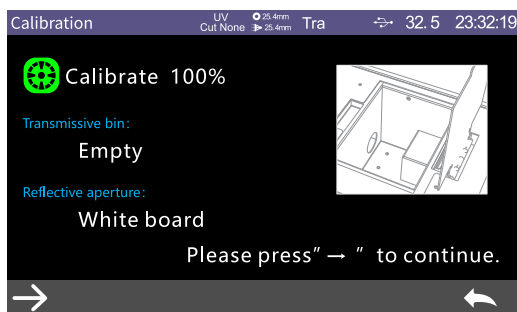 Calibration
UV
Cut None
25.4mm
25.4mm
Tra
32.5
23:32:19
Calibrate 100%
Transmissive bin:
Empty
Reflective aperture:
White board
Please press" → " to continue.